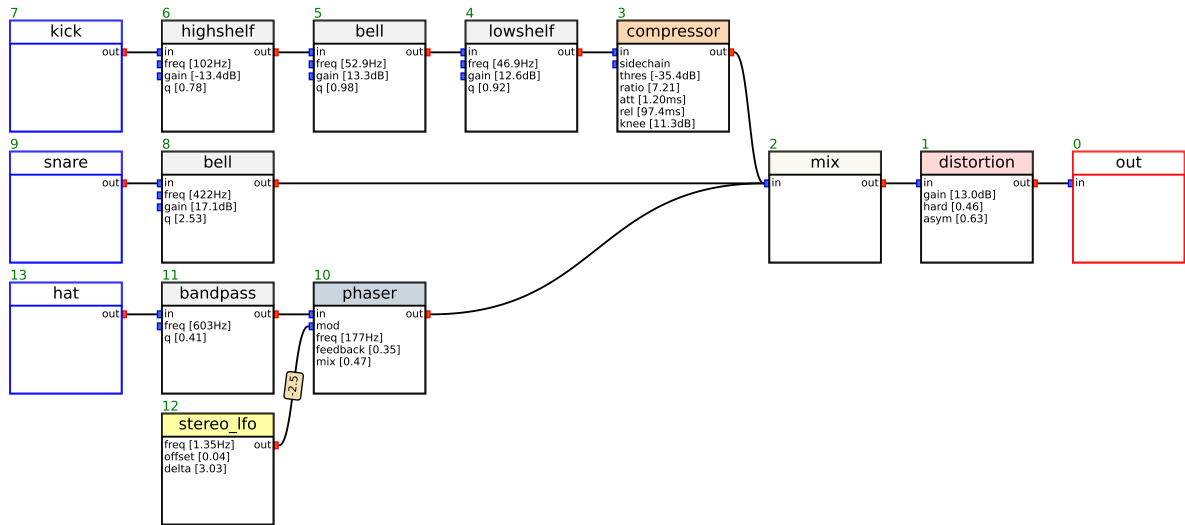 7
kick
out
6
highshelf
in out
freq [102Hz]
gain [-13.4dB]
q [0.78]
5
bell
in out
freq [52.9Hz]
gain [13.3dB]
q [0.98]
4
lowshelf
in out
freq [46.9Hz]
gain [12.6dB]
q [0.92]
3
compressor
in out
sidechain
thres [-35.4dB]
ratio [7.21]
att [1.20ms]
rel [97.4ms]
knee [11.3dB]
9
snare
out
8
bell
in out
freq [422Hz]
gain [17.1dB]
q [2.53]
2
mix
in out
1
distortion
in out
gain [13.0dB]
hard [0.46]
asym [0.63]
0
out
in
13
hat
out
11
bandpass
in out
freq [603Hz]
q [0.41]
10
phaser
in out
mod
freq [177Hz]
feedback [0.35]
mix [0.47]
-2.5
12
stereo_lfo
freq [1.35Hz] out
offset [0.04]
delta [3.03]